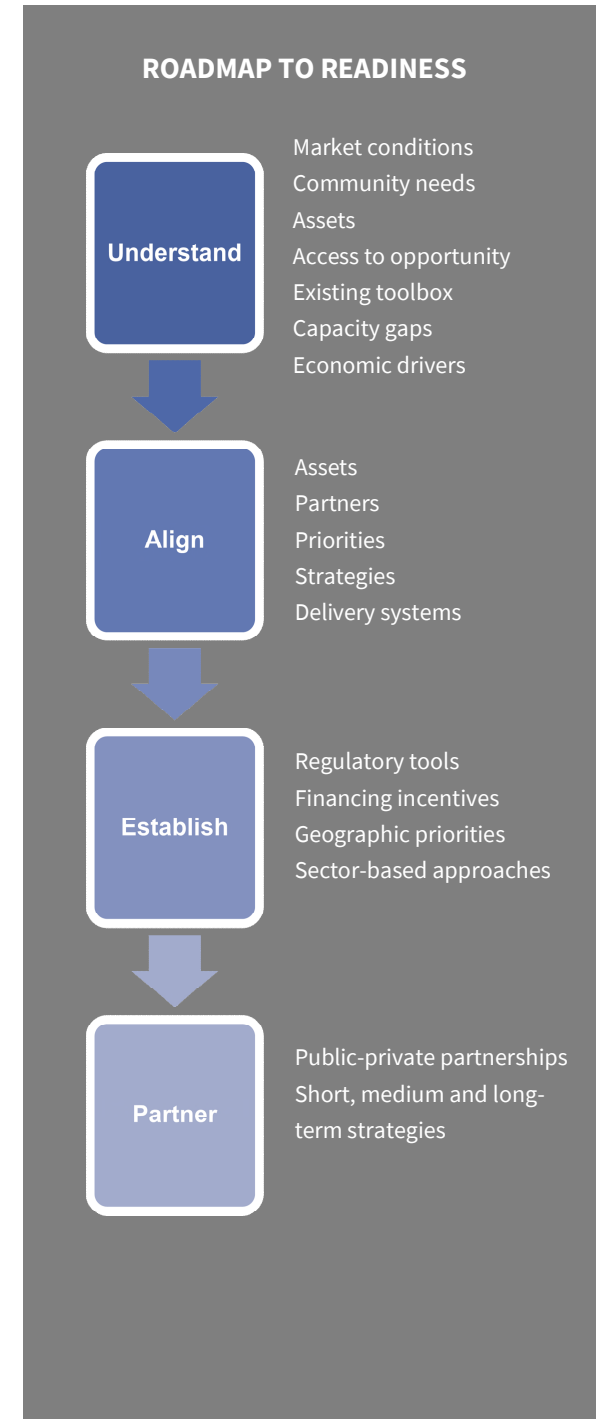 ROADMAP TO READINESS
Understand
Market conditions
Community needs
Assets
Access to opportunity
Existing toolbox
Capacity gaps
Economic drivers
Align
Assets
Partners
Priorities
Strategies
Delivery systems
Establish
Regulatory tools
Financing incentives
Geographic priorities
Sector-based approaches
Partner
Public-private partnerships
Short, medium and long-
term strategies